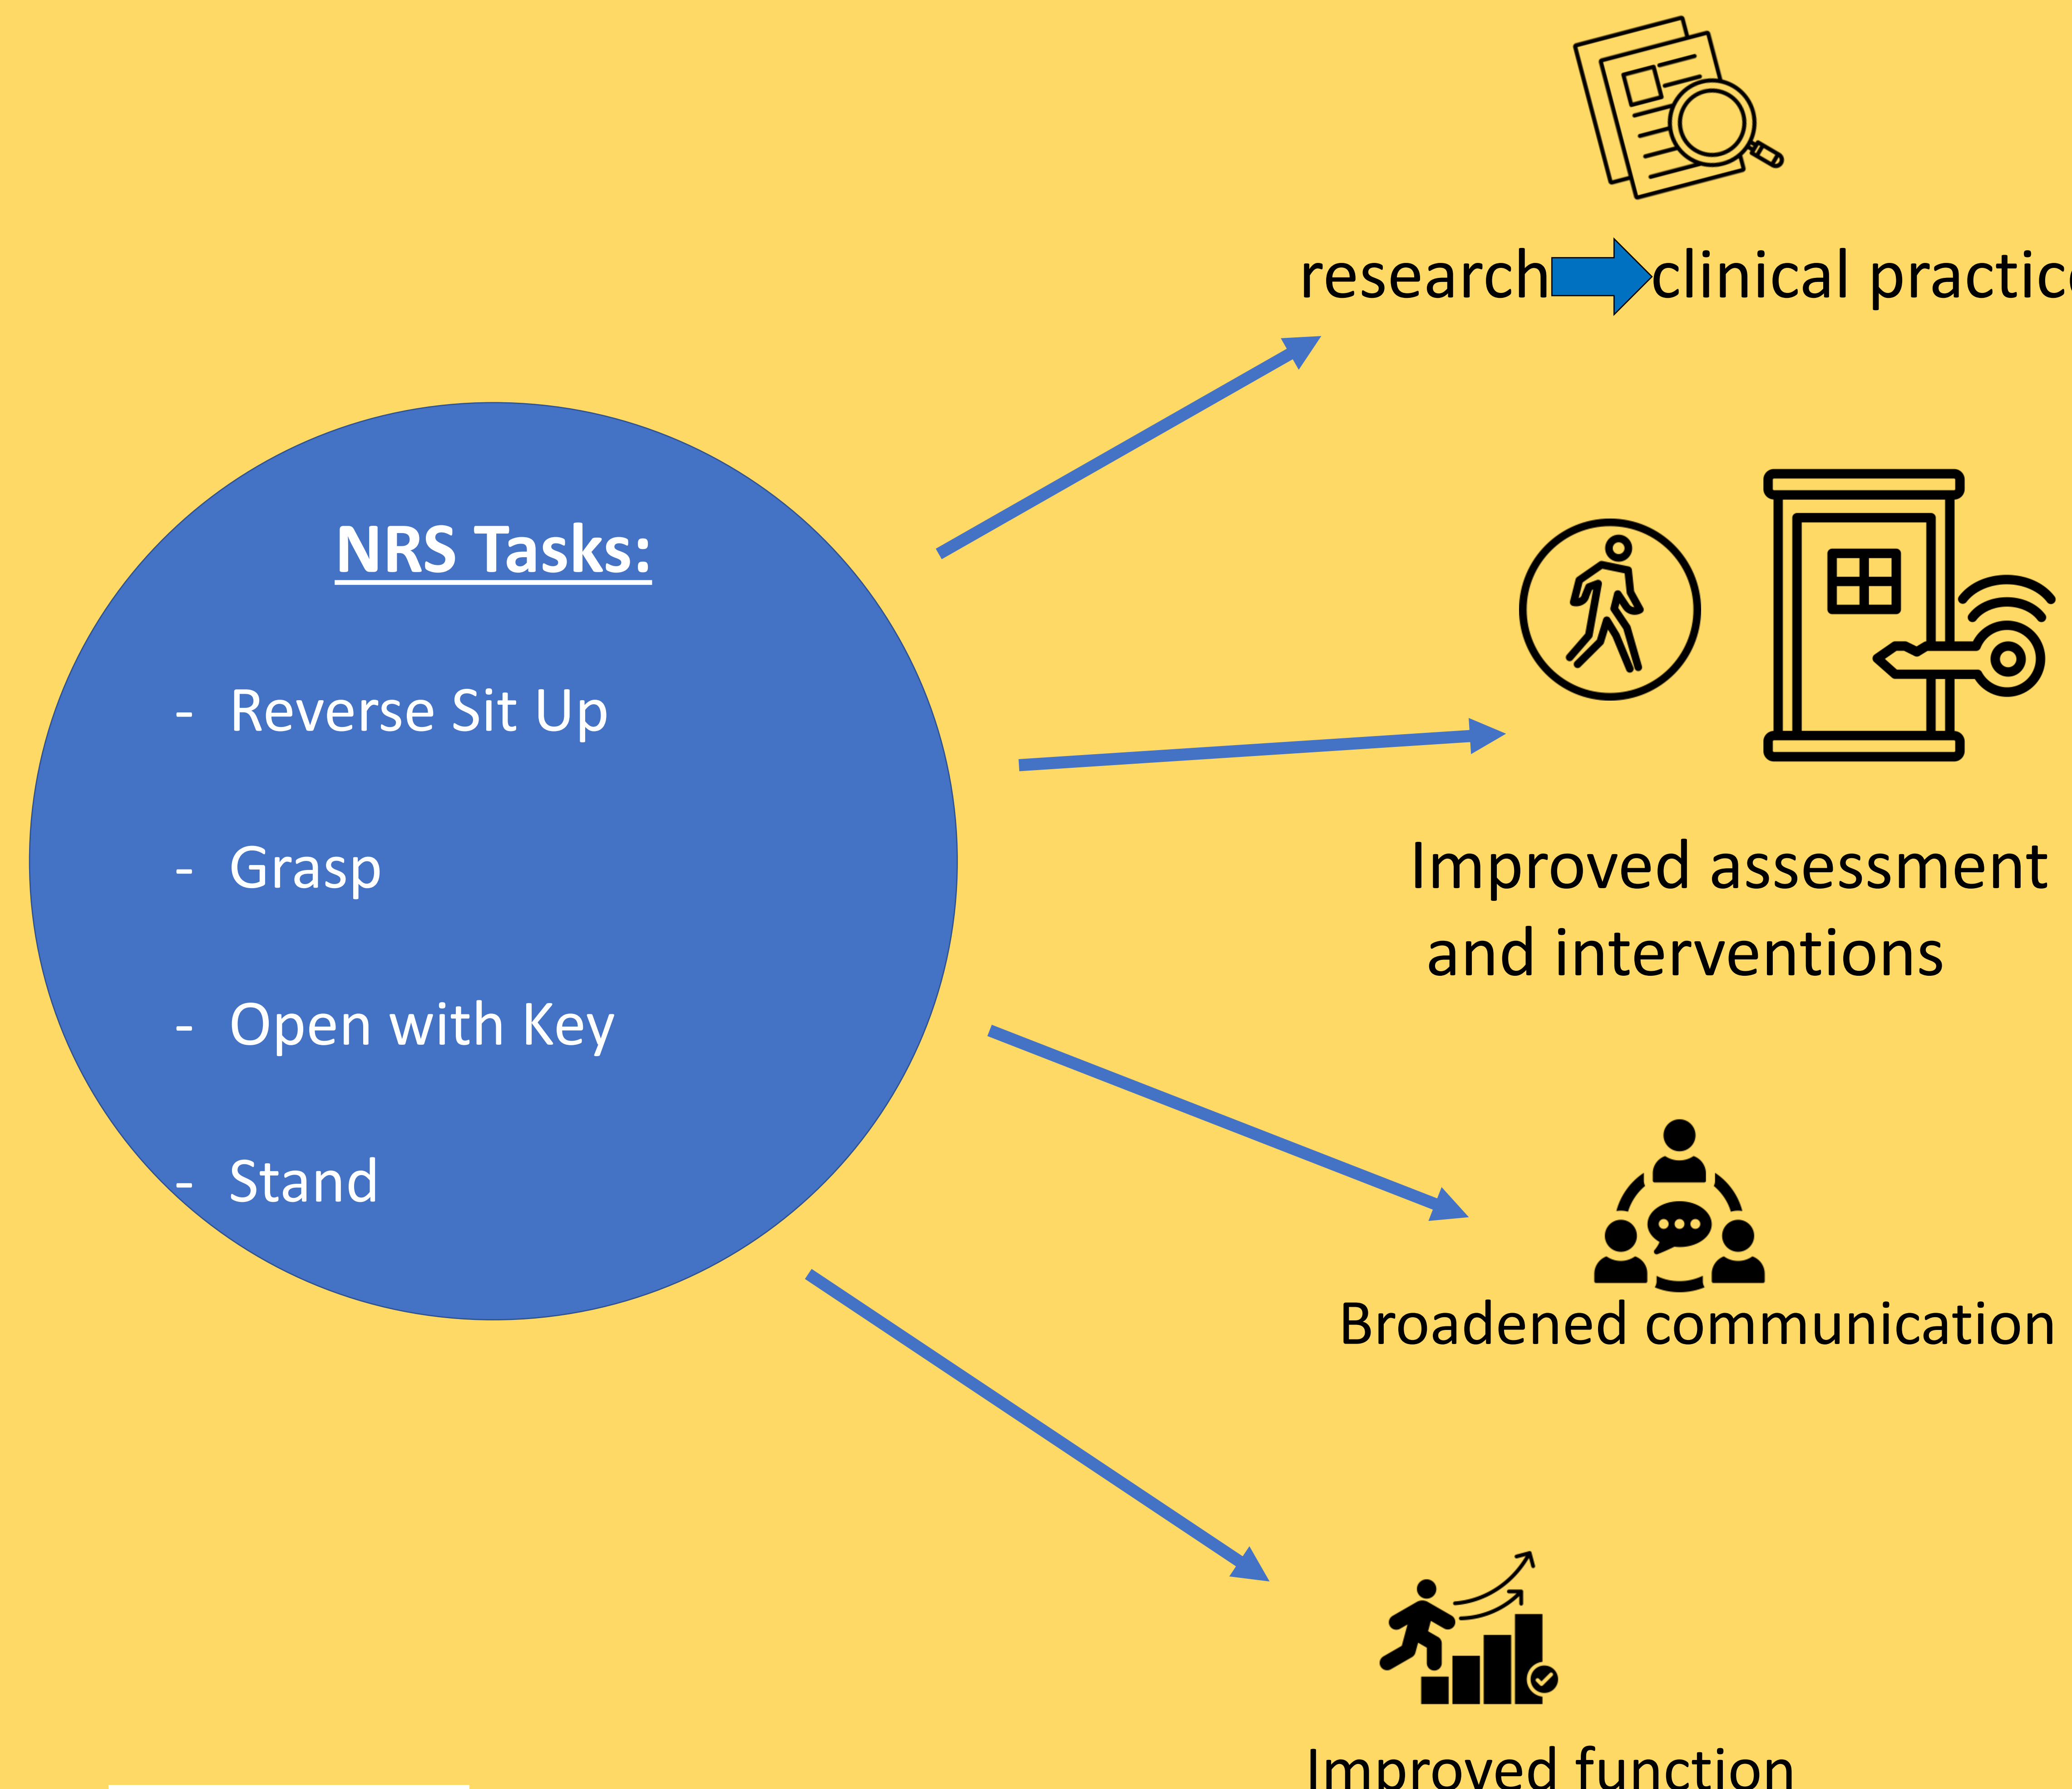 NRS Tasks:
- Reverse Sit Up
- Grasp
- Open with Key
- Stand
research clinical practice
Improved assessment
and interventions
Broadened communication
Improved function